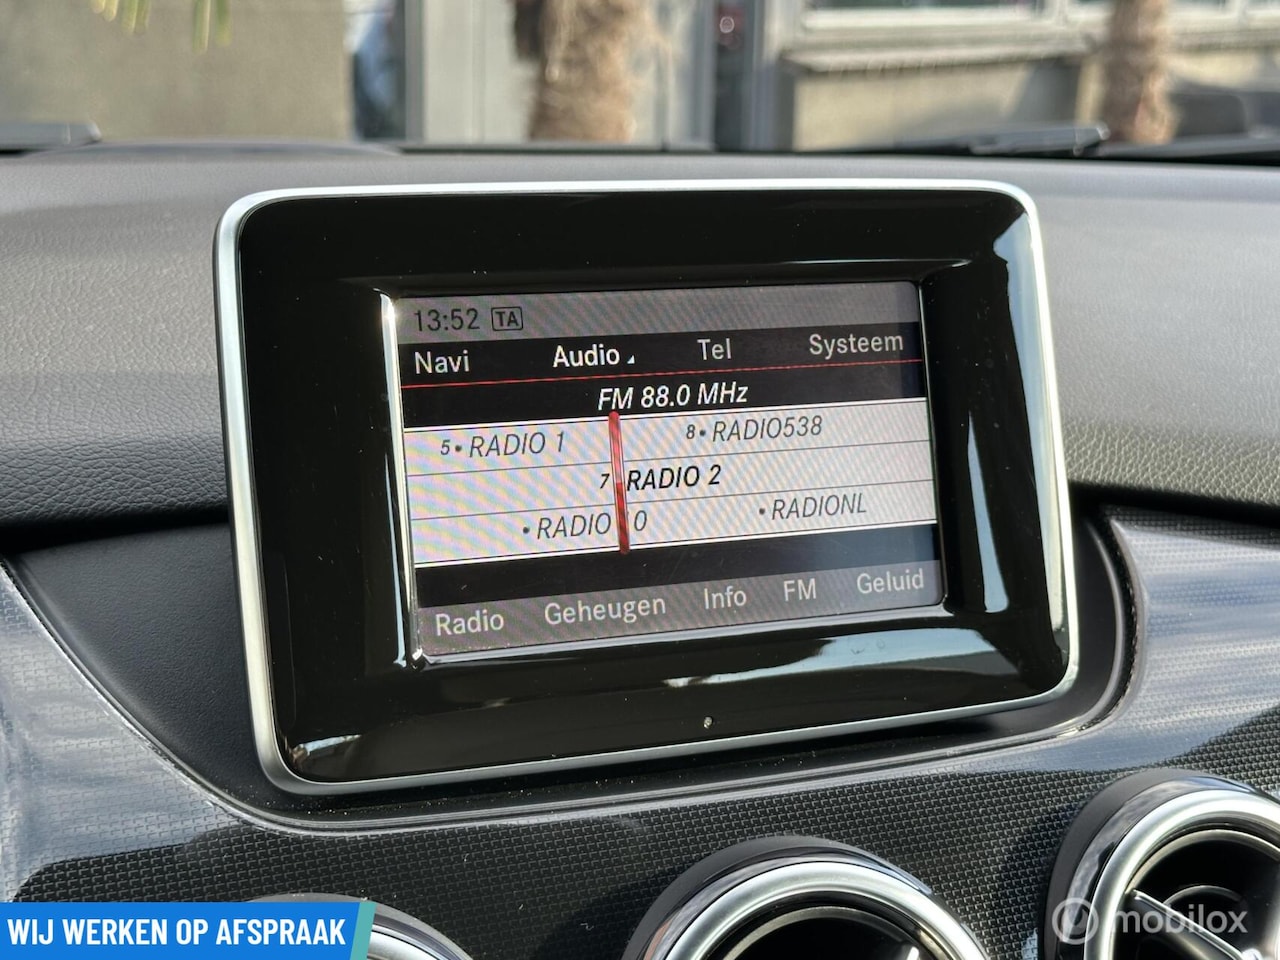 13:52 TA
Navi Audio Tel Systeem
FM 88.0 MHz
5 • RADIO 1 8 • RADIO538
7 RADIO 2
• RADIO 0 • RADIONL
Radio Geheugen Info FM Geluid
WIJ WERKEN OP AFSPRAAK
mobilox